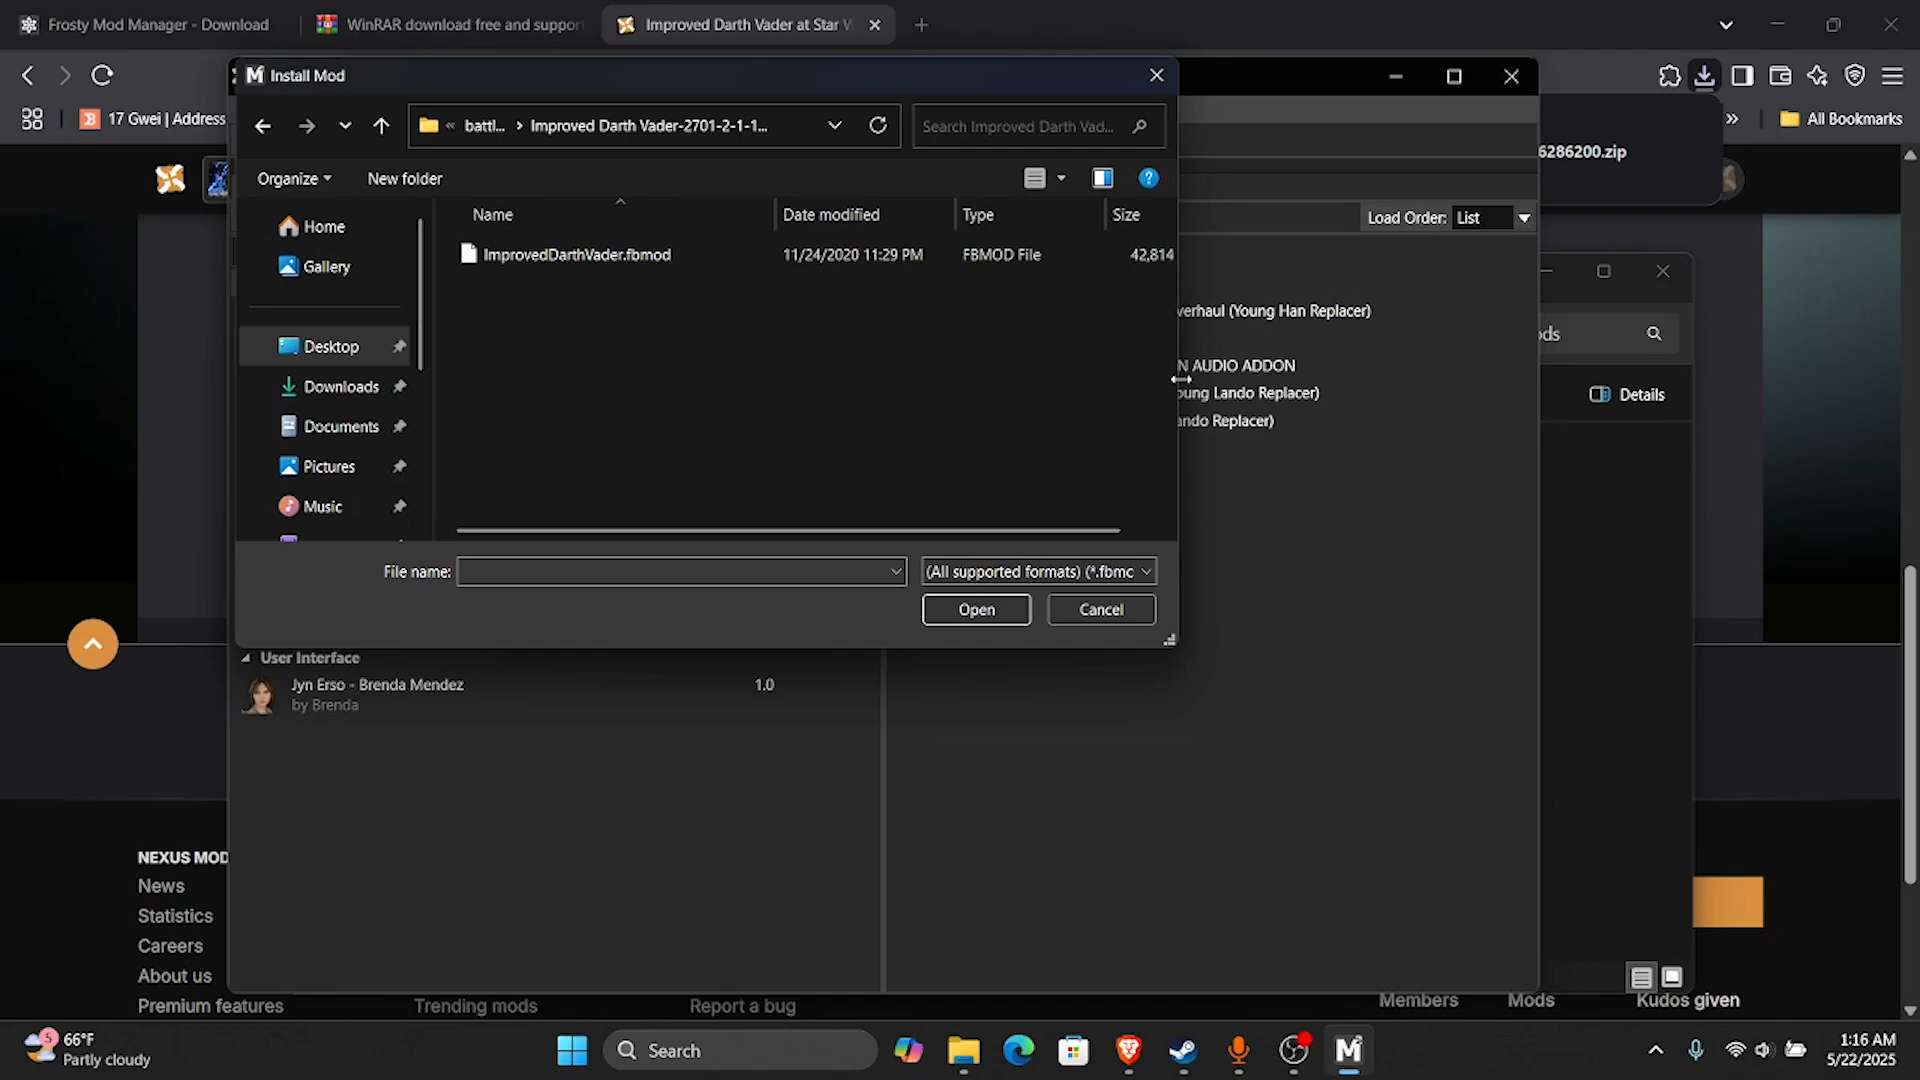 Frosty Mod Manager - Download
WinRAR download free and suppor
Improved Darth Vader at Star W
17 Gwei | Address
All Bookmarks
Install Mod
battl... > Improved Darth Vader-2701-2-1-1...
Search Improved Darth Vad...
6286200.zip
Organize
New folder
Load Order: List
Name
Date modified
Type
Size
Home
Gallery
Desktop
Downloads
Documents
Pictures
Music
ImprovedDarthVader.fbmod
11/24/2020 11:29 PM
FBMOD File
42,814
verhaul (Young Han Replacer)
N AUDIO ADDON
oung Lando Replacer)
ando Replacer)
ods
Details
File name:
(All supported formats) (*.fbmc
Open
Cancel
User Interface
Jyn Erso - Brenda Mendez
1.0
by Brenda
NEXUS MOD
News
Statistics
Careers
About us
Premium features
Trending mods
Report a bug
Members
Mods
Kudos given
5
66°F
Partly cloudy
Search
1:16 AM
5/22/2025